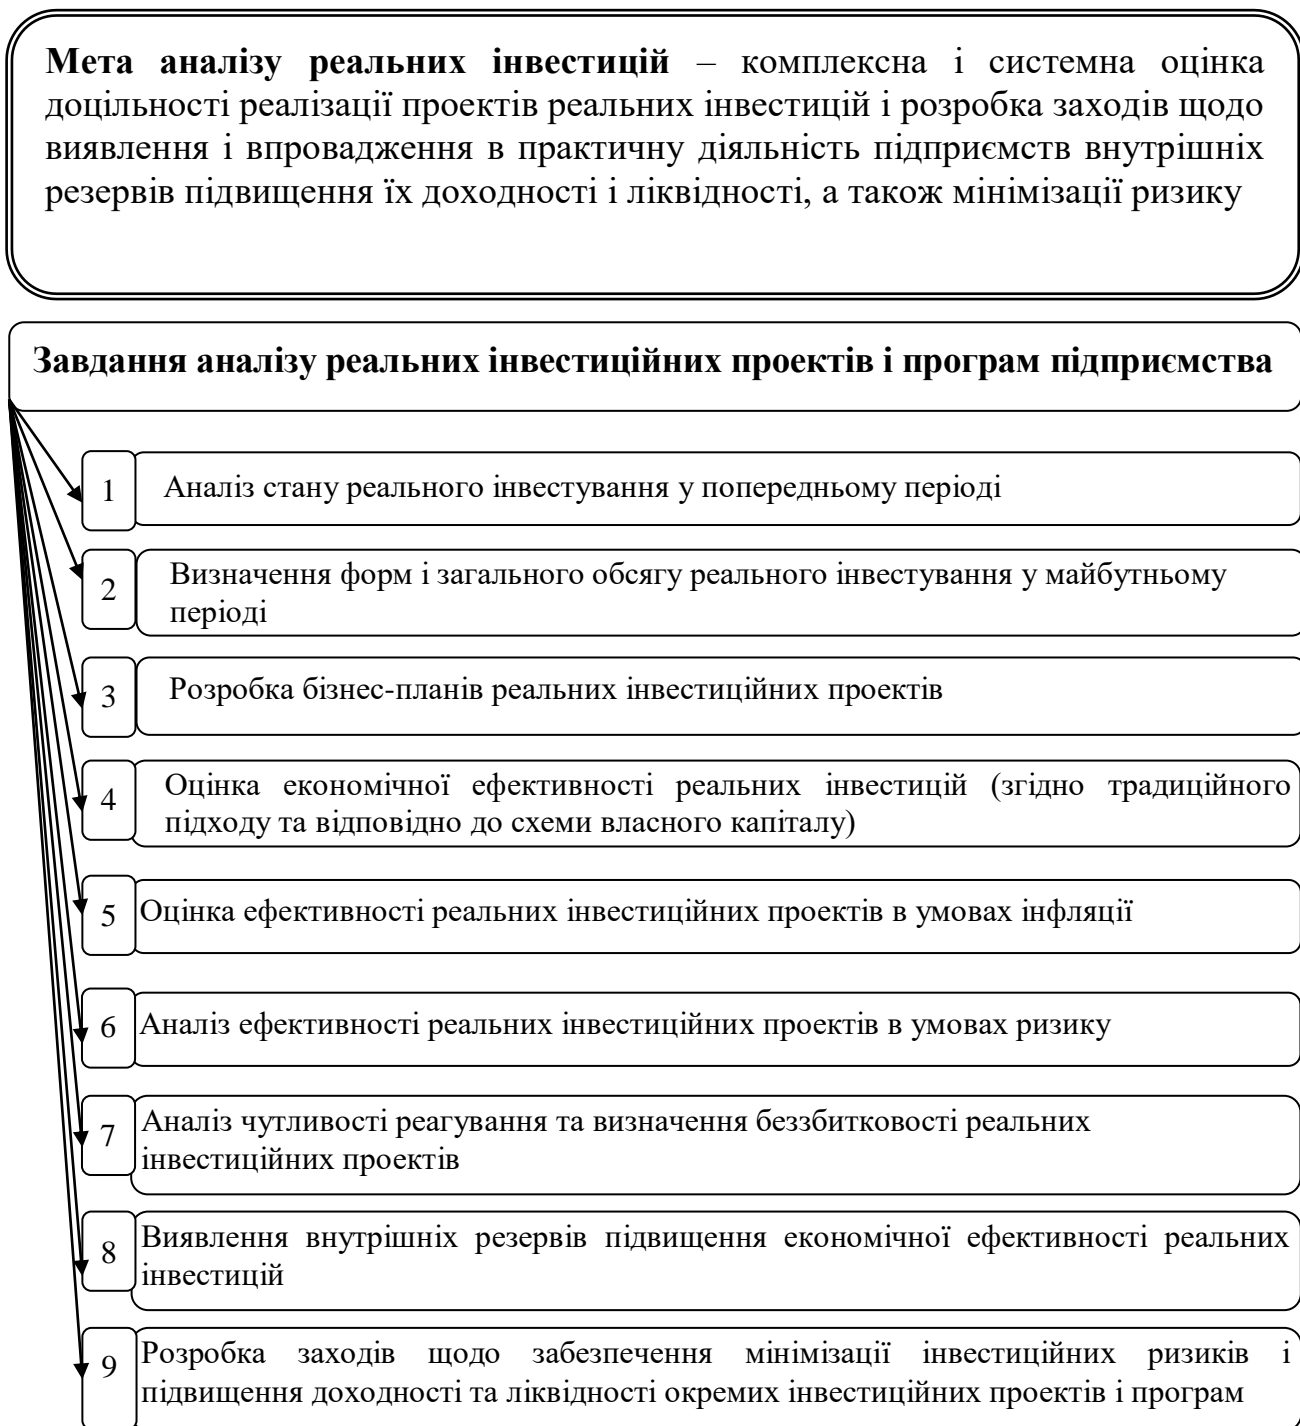 Мета аналізу реальних інвестицій – комплексна і системна оцінка
доцільності реалізації проектів реальних інвестицій і розробка заходів щодо
виявлення і впровадження в практичну діяльність підприємств внутрішніх
резервів підвищення їх доходності і ліквідності, а також мінімізації ризику
Завдання аналізу реальних інвестиційних проектів і програм підприємства
1 Аналіз стану реального інвестування у попередньому періоді
2 Визначення форм і загального обсягу реального інвестування у майбутньому
періоді
3 Розробка бізнес-планів реальних інвестиційних проектів
4 Оцінка економічної ефективності реальних інвестицій (згідно традиційного
підходу та відповідно до схеми власного капіталу)
5 Оцінка ефективності реальних інвестиційних проектів в умовах інфляції
6 Аналіз ефективності реальних інвестиційних проектів в умовах ризику
7 Аналіз чутливості реагування та визначення беззбитковості реальних
інвестиційних проектів
8 Виявлення внутрішніх резервів підвищення економічної ефективності реальних
інвестицій
9 Розробка заходів щодо забезпечення мінімізації інвестиційних ризиків і
підвищення доходності та ліквідності окремих інвестиційних проектів і програм